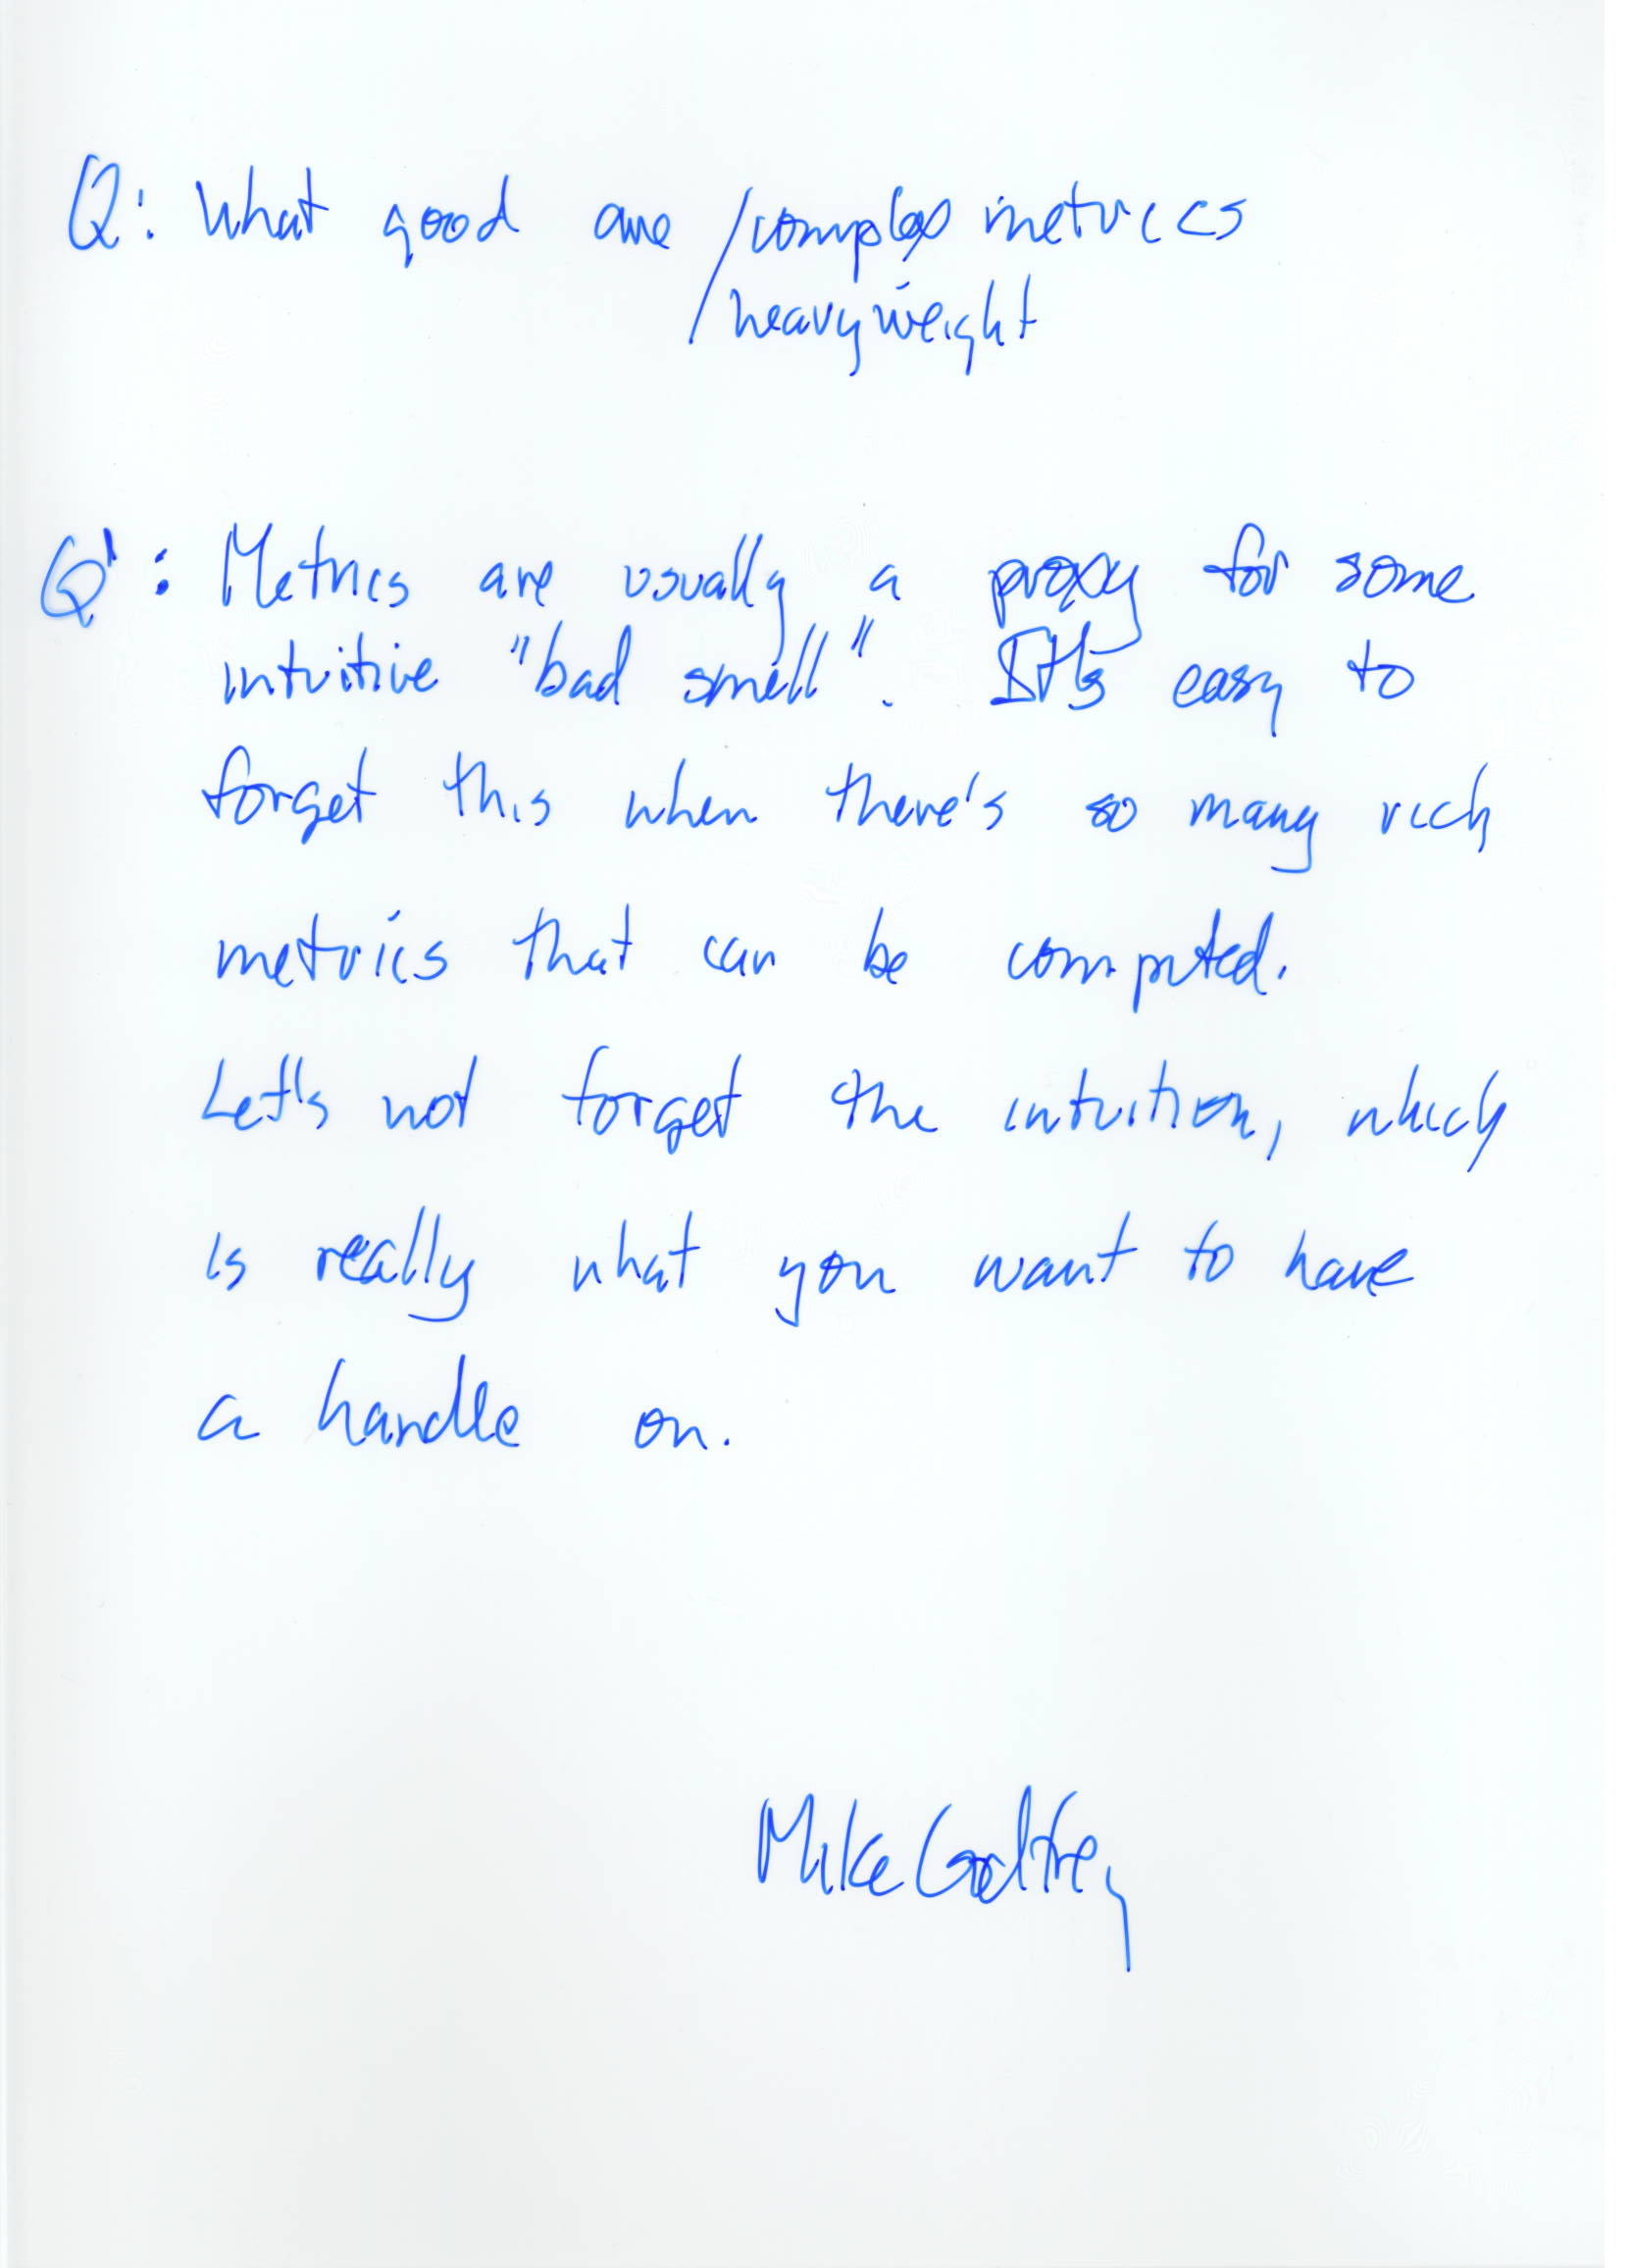 Q: What good are /complex metrics
/heavyweight
Q': Metrics are usually a proxy for some
intuitive "bad smell". It's easy to
forget this when there's so many rich
metrics that can be computed.
Let's not forget the intuition, which
is really what you want to have
a handle on.
Mike Godfrey